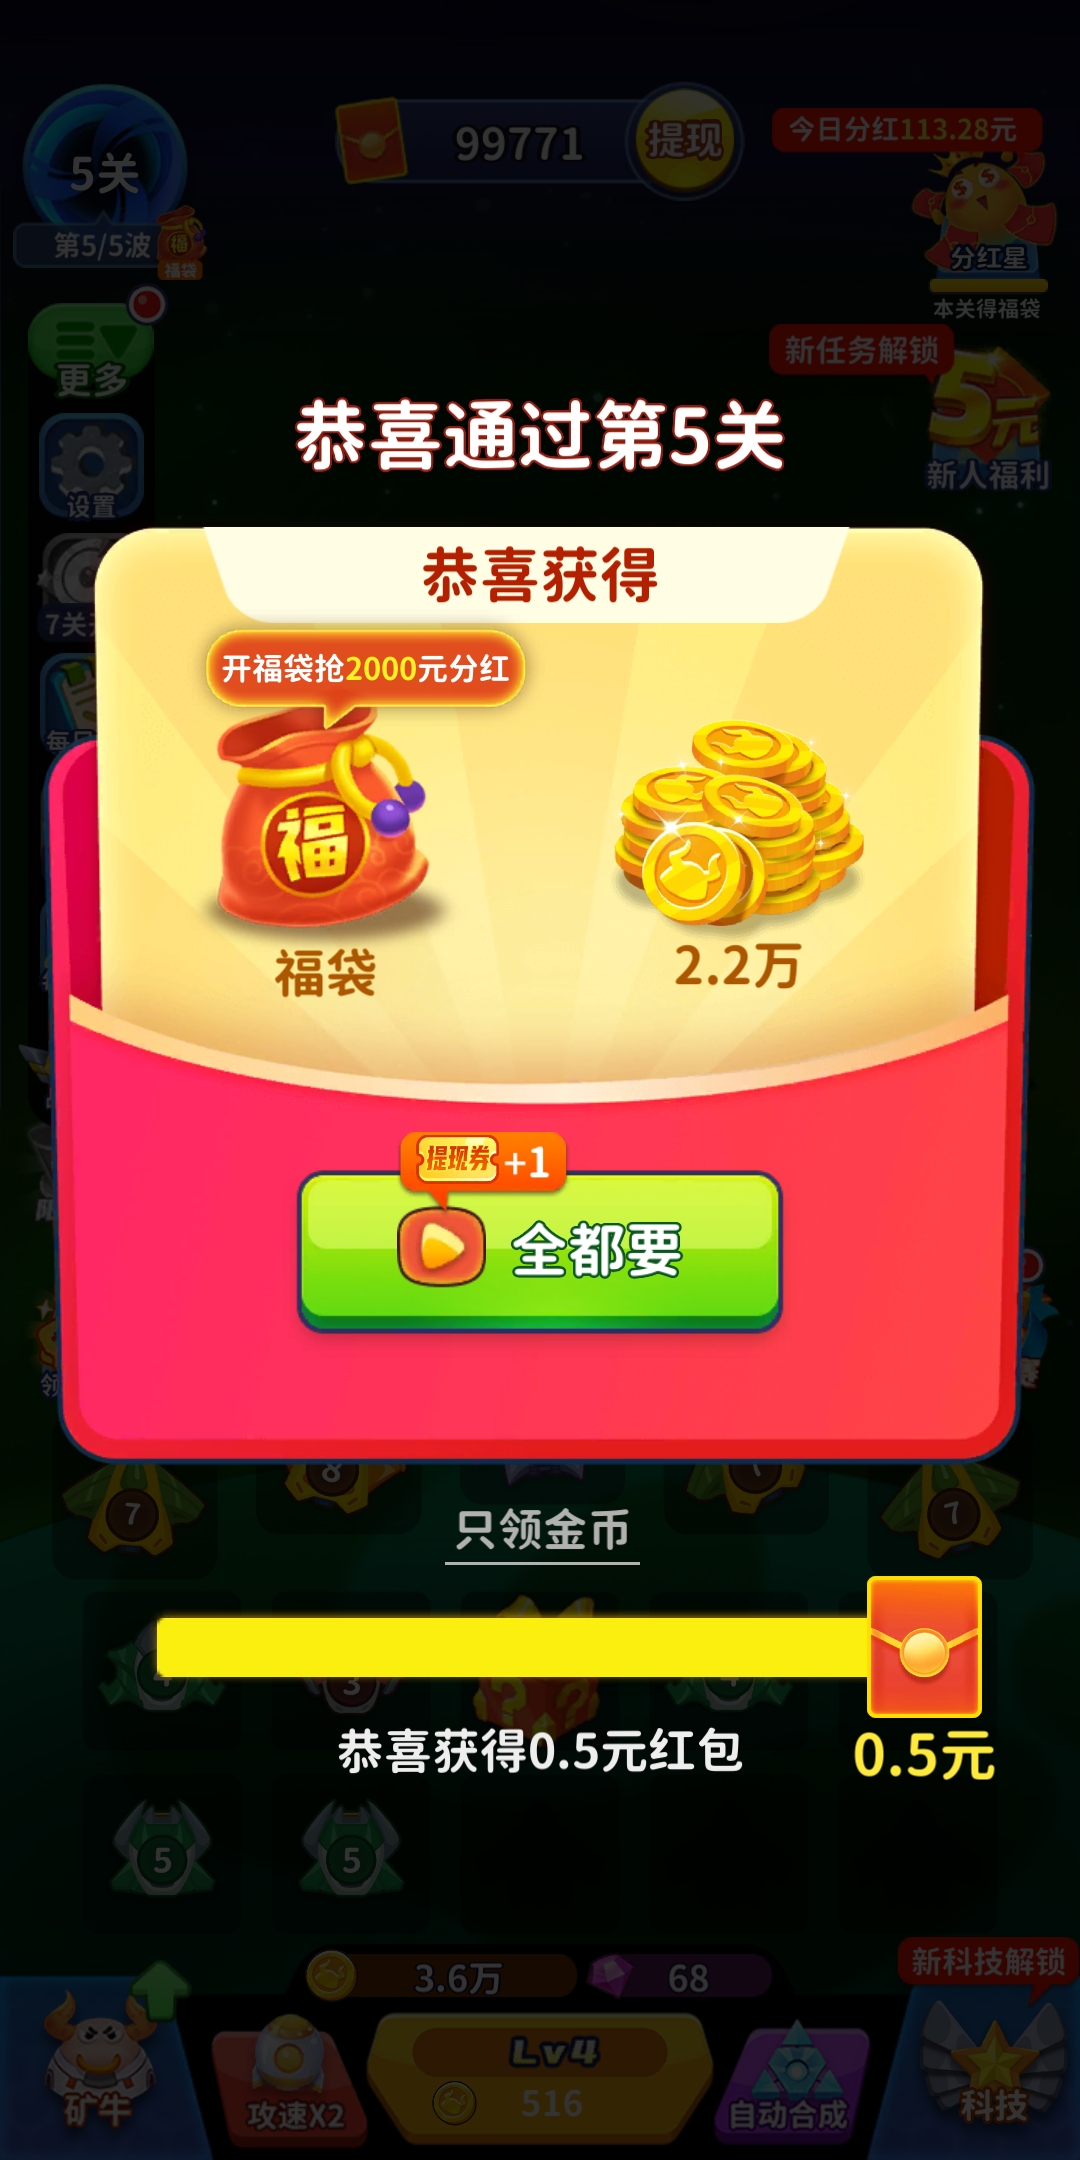 5关
99771
提现
今日分红113.28元
第5/5波
福
福袋
分红星
本关得福袋
更多
新任务解锁
5元
新人福利
设置
恭喜通过第5关
恭喜获得
7关
开福袋抢2000元分红
每日
福
福袋
2.2万
提现券+1
全都要
7
8
7
只领金币
4
3
4
恭喜获得0.5元红包
0.5元
5
5
3.6万
68
新科技解锁
矿牛
攻速X2
Lv4
516
自动合成
科技